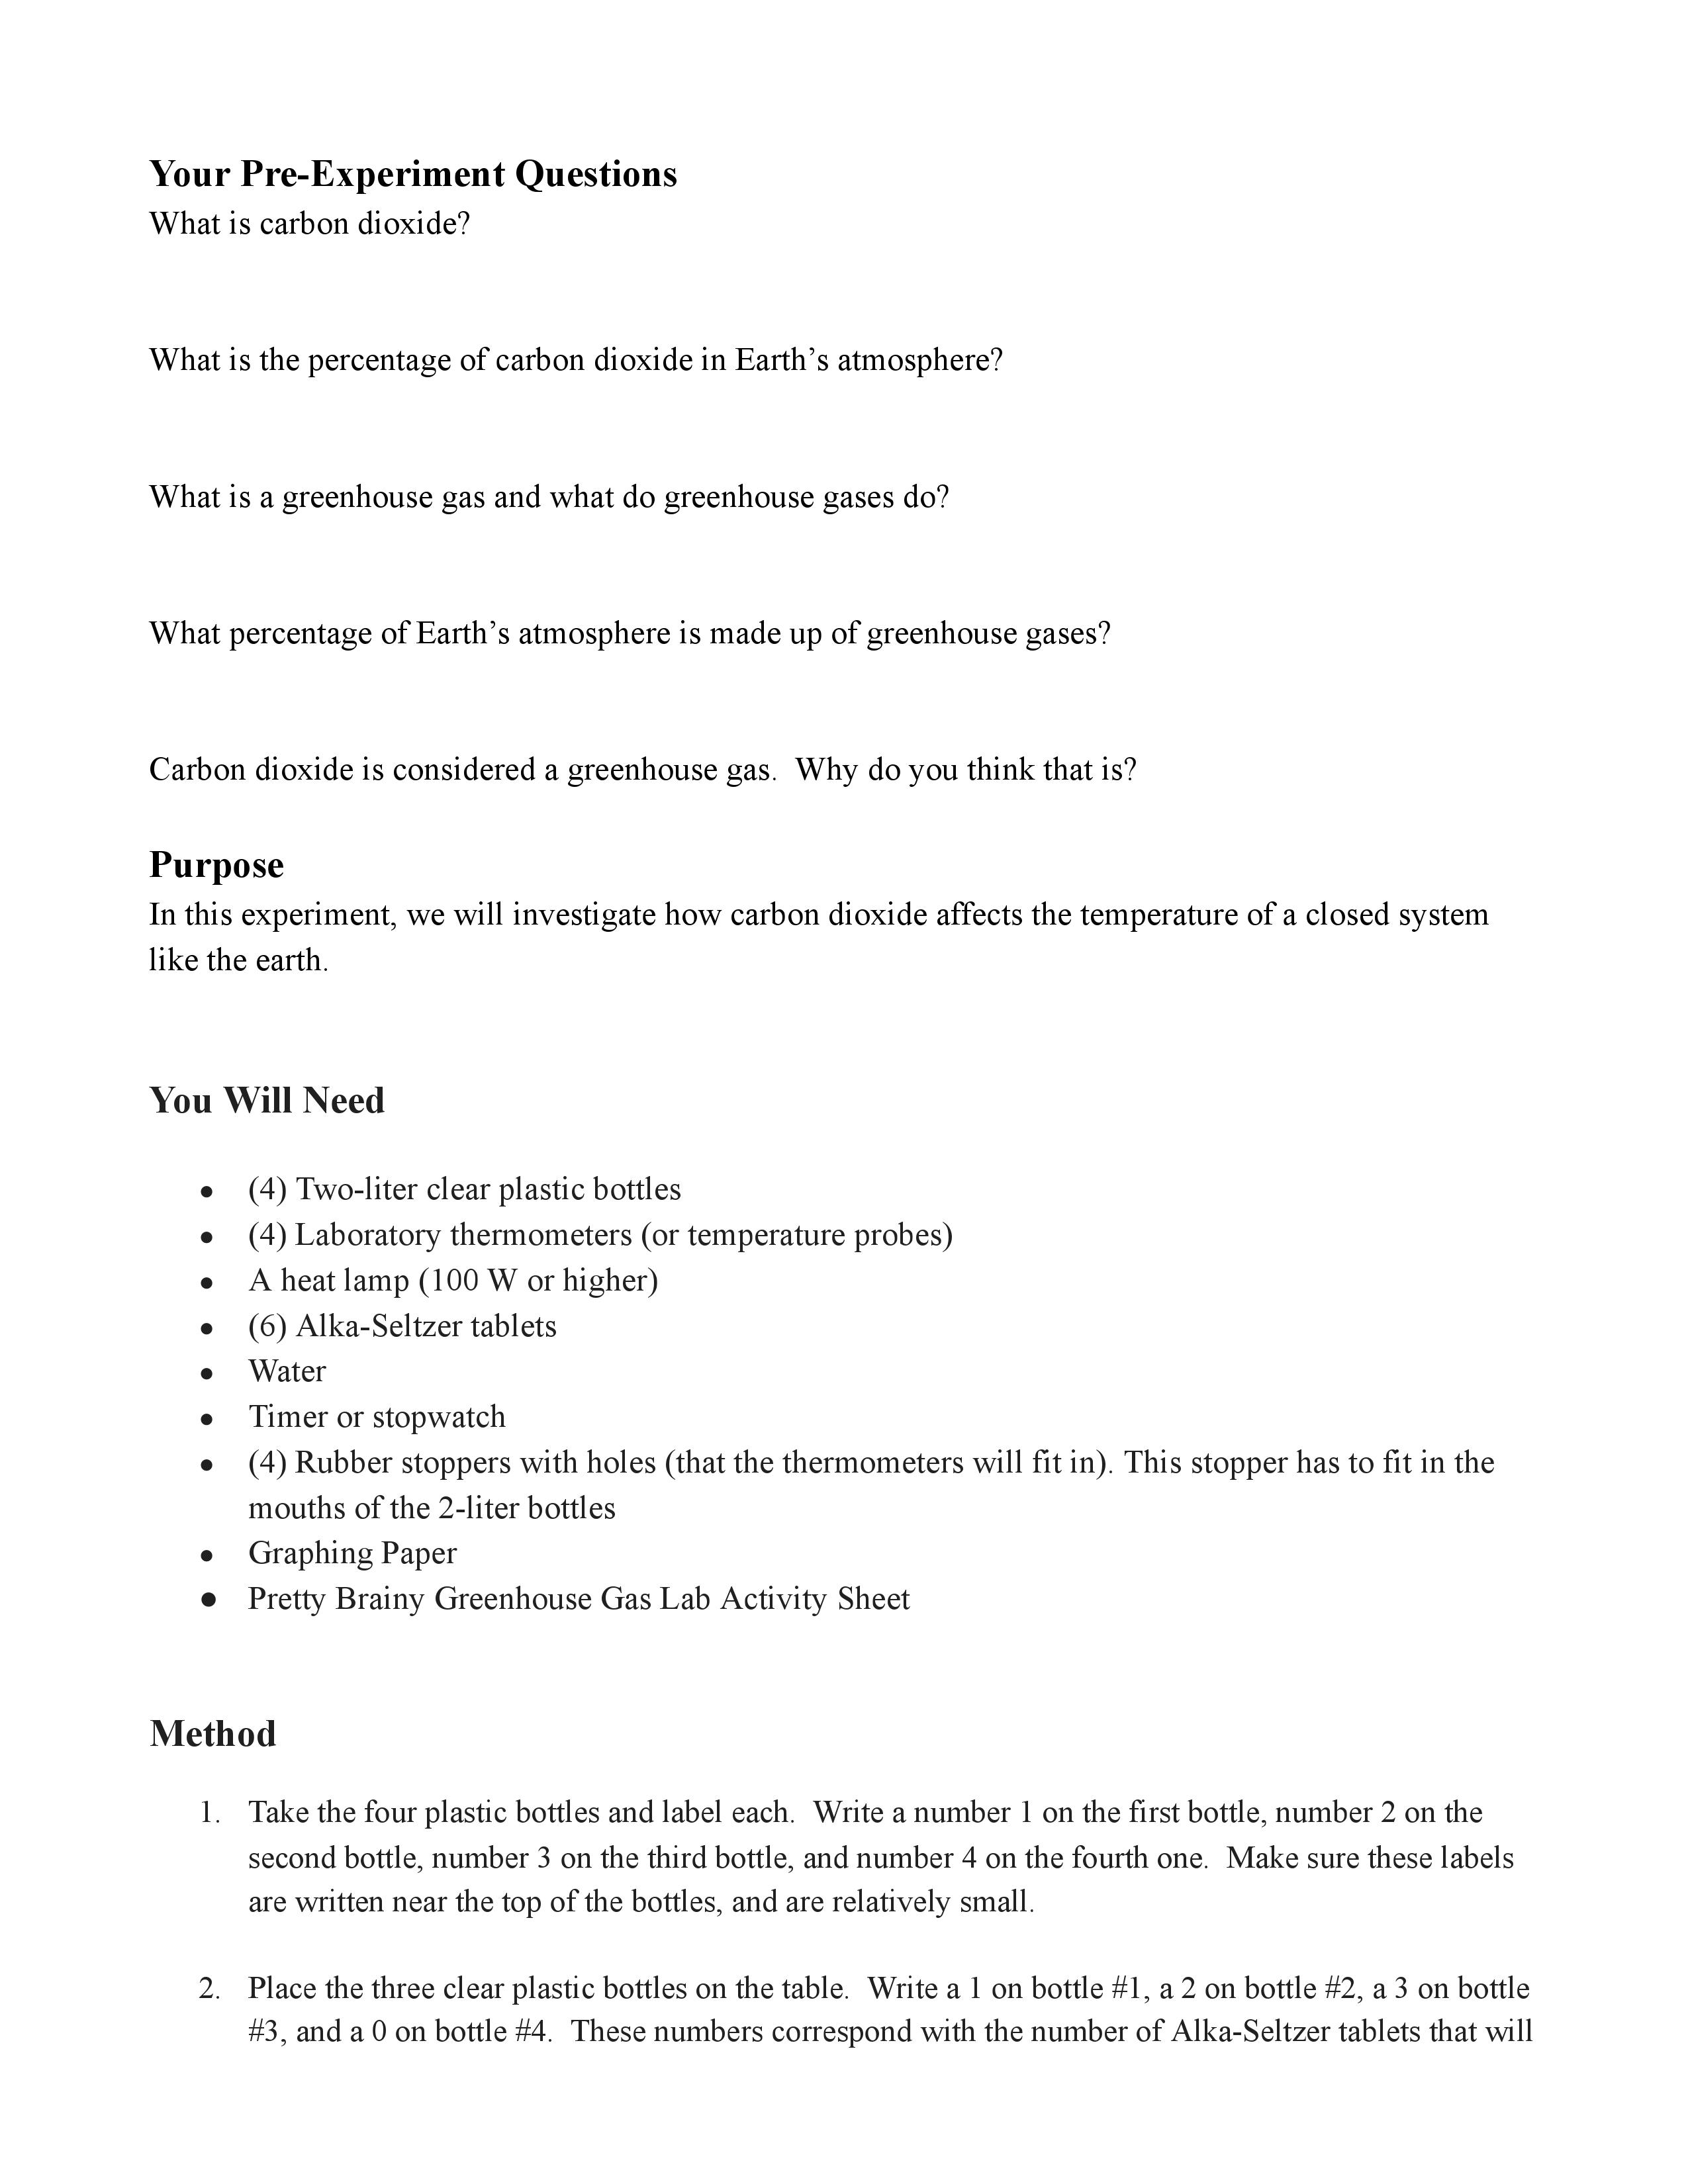 Your Pre-Experiment Questions
What is carbon dioxide?
What is the percentage of carbon dioxide in Earth’s atmosphere?
What is a greenhouse gas and what do greenhouse gases do?
What percentage of Earth’s atmosphere is made up of greenhouse gases?
Carbon dioxide is considered a greenhouse gas.  Why do you think that is?
Purpose
In this experiment, we will investigate how carbon dioxide affects the temperature of a closed system
like the earth.
You Will Need
● (4) Two-liter clear plastic bottles
● (4) Laboratory thermometers (or temperature probes)
● A heat lamp (100 W or higher)
● (6) Alka-Seltzer tablets
● Water
● Timer or stopwatch
● (4) Rubber stoppers with holes (that the thermometers will fit in). This stopper has to fit in the
mouths of the 2-liter bottles
● Graphing Paper
● Pretty Brainy Greenhouse Gas Lab Activity Sheet
Method
1. Take the four plastic bottles and label each.  Write a number 1 on the first bottle, number 2 on the
second bottle, number 3 on the third bottle, and number 4 on the fourth one.  Make sure these labels
are written near the top of the bottles, and are relatively small.
2. Place the three clear plastic bottles on the table.  Write a 1 on bottle #1, a 2 on bottle #2, a 3 on bottle
#3, and a 0 on bottle #4.  These numbers correspond with the number of Alka-Seltzer tablets that will